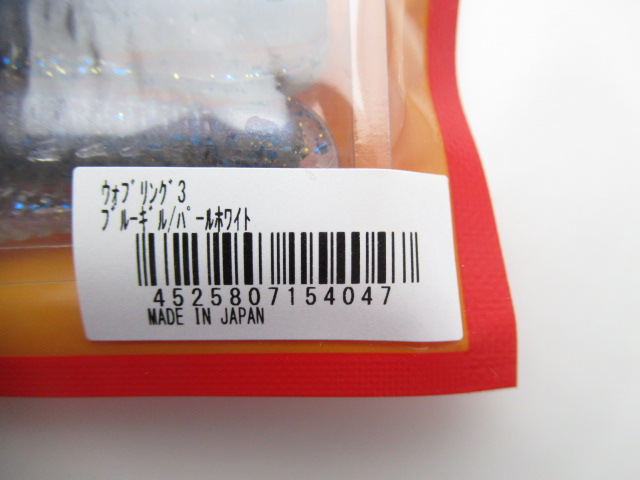 ｳｫﾌﾞﾘﾝｸﾞ3
ﾌﾞﾙｰｷﾞﾙ/ﾊﾟｰﾙﾎﾜｲﾄ
4525807154047
MADE IN JAPAN